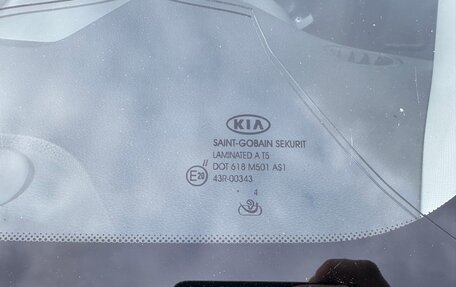 KIA
SAINT-GOBAIN SEKURIT
LAMINATED A T5
DOT 618 M501 AS1
E20 // 43R-00343
. 4